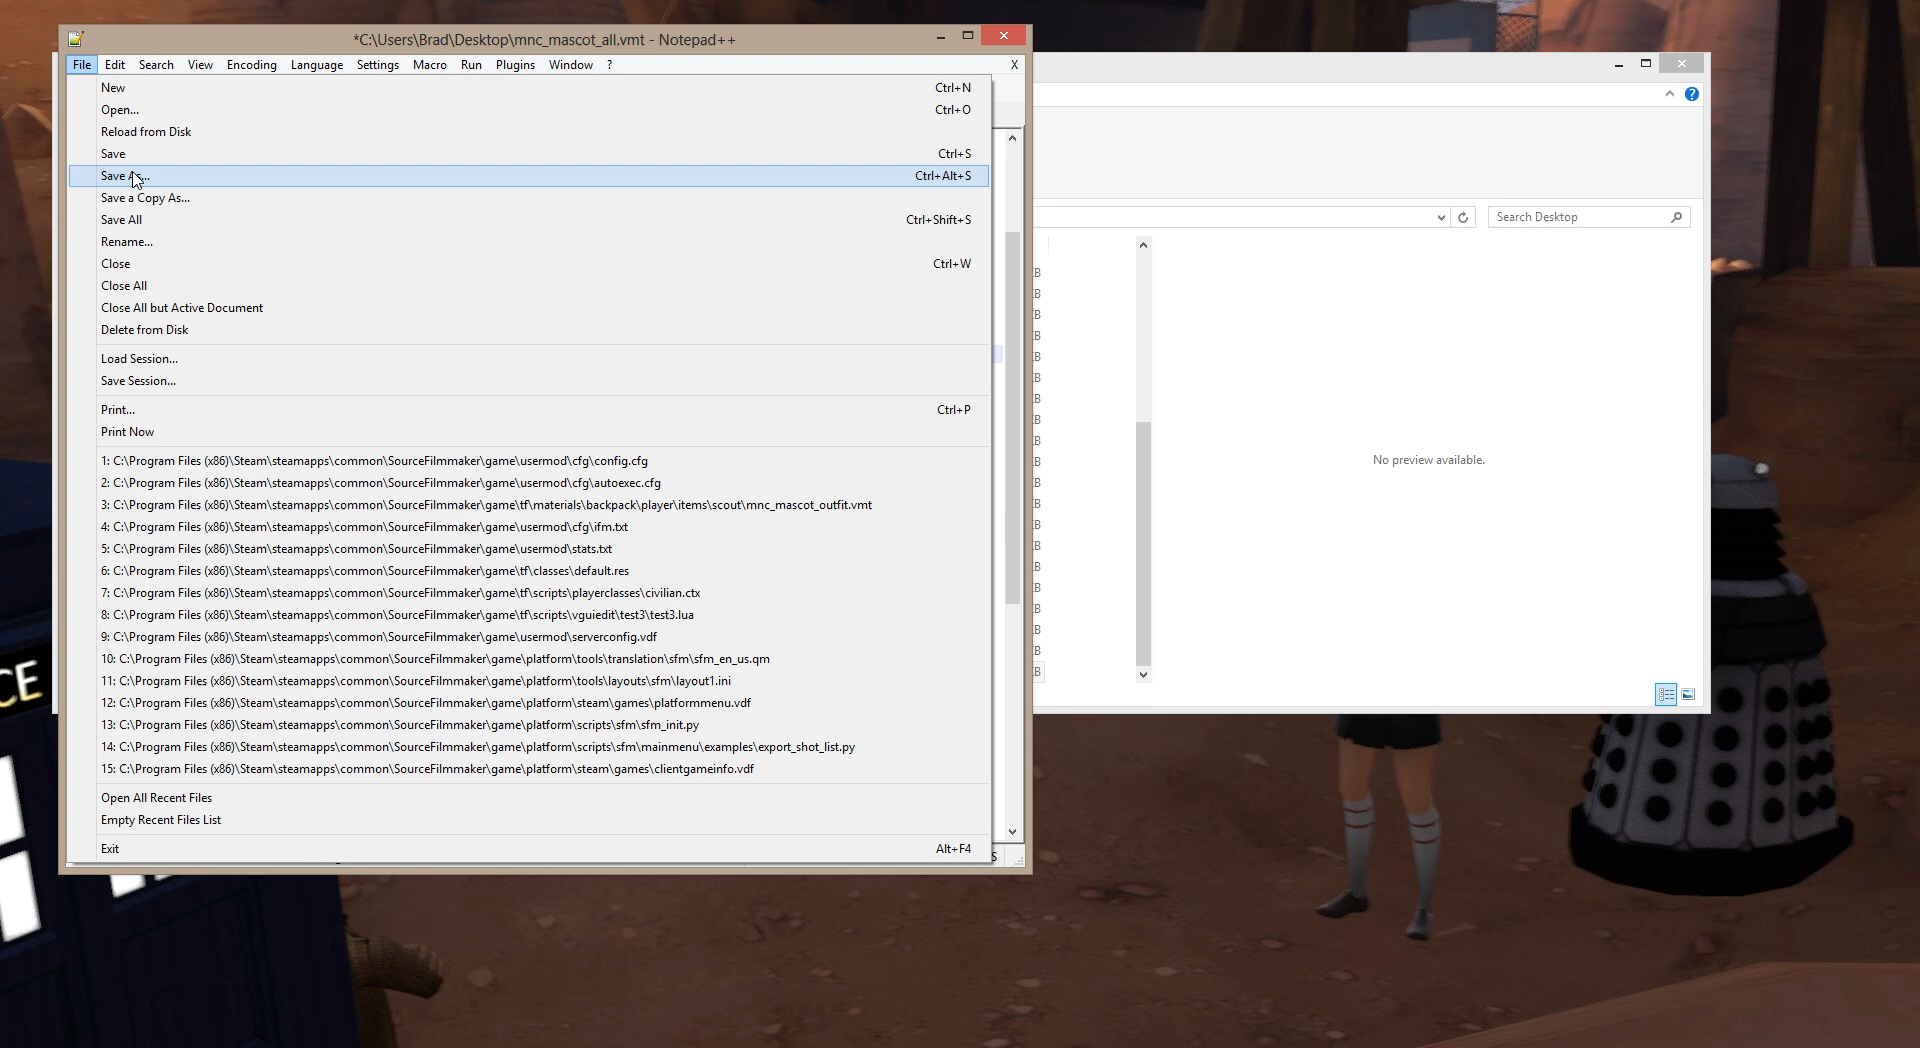 *C:\Users\Brad\Desktop\mnc_mascot_all.vmt - Notepad++
File Edit Search View Encoding Language Settings Macro Run Plugins Window ? X
New Ctrl+N
Open... Ctrl+O
Reload from Disk
Save Ctrl+S
Save As... Ctrl+Alt+S
Save a Copy As...
Save All Ctrl+Shift+S
Rename...
Close Ctrl+W
Close All
Close All but Active Document
Delete from Disk
Load Session...
Save Session...
Print... Ctrl+P
Print Now
1: C:\Program Files (x86)\Steam\steamapps\common\SourceFilmmaker\game\usermod\cfg\config.cfg
2: C:\Program Files (x86)\Steam\steamapps\common\SourceFilmmaker\game\usermod\cfg\autoexec.cfg
3: C:\Program Files (x86)\Steam\steamapps\common\SourceFilmmaker\game\tf\materials\backpack\player\items\scout\mnc_mascot_outfit.vmt
4: C:\Program Files (x86)\Steam\steamapps\common\SourceFilmmaker\game\usermod\cfg\ifm.txt
5: C:\Program Files (x86)\Steam\steamapps\common\SourceFilmmaker\game\usermod\stats.txt
6: C:\Program Files (x86)\Steam\steamapps\common\SourceFilmmaker\game\tf\classes\default.res
7: C:\Program Files (x86)\Steam\steamapps\common\SourceFilmmaker\game\tf\scripts\playerclasses\civilian.ctx
8: C:\Program Files (x86)\Steam\steamapps\common\SourceFilmmaker\game\tf\scripts\vguiedit\test3\test3.lua
9: C:\Program Files (x86)\Steam\steamapps\common\SourceFilmmaker\game\usermod\serverconfig.vdf
10: C:\Program Files (x86)\Steam\steamapps\common\SourceFilmmaker\game\platform\tools\translation\sfm\sfm_en_us.qm
11: C:\Program Files (x86)\Steam\steamapps\common\SourceFilmmaker\game\platform\tools\layouts\sfm\layout1.ini
12: C:\Program Files (x86)\Steam\steamapps\common\SourceFilmmaker\game\platform\steam\games\platformmenu.vdf
13: C:\Program Files (x86)\Steam\steamapps\common\SourceFilmmaker\game\platform\scripts\sfm\sfm_init.py
14: C:\Program Files (x86)\Steam\steamapps\common\SourceFilmmaker\game\platform\scripts\sfm\mainmenu\examples\export_shot_list.py
15: C:\Program Files (x86)\Steam\steamapps\common\SourceFilmmaker\game\platform\steam\games\clientgameinfo.vdf
Open All Recent Files
Empty Recent Files List
Exit Alt+F4
Search Desktop
No preview available.
CE